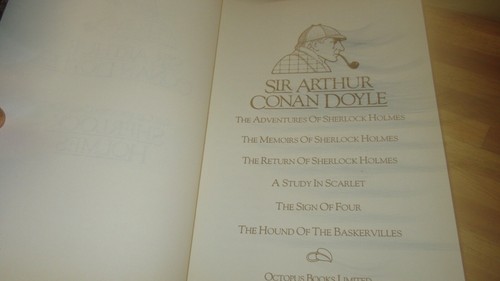 SIR ARTHUR
CONAN DOYLE
THE ADVENTURES OF SHERLOCK HOLMES
THE MEMOIRS OF SHERLOCK HOLMES
THE RETURN OF SHERLOCK HOLMES
A STUDY IN SCARLET
THE SIGN OF FOUR
THE HOUND OF THE BASKERVILLES
OCTOPUS BOOKS LIMITED